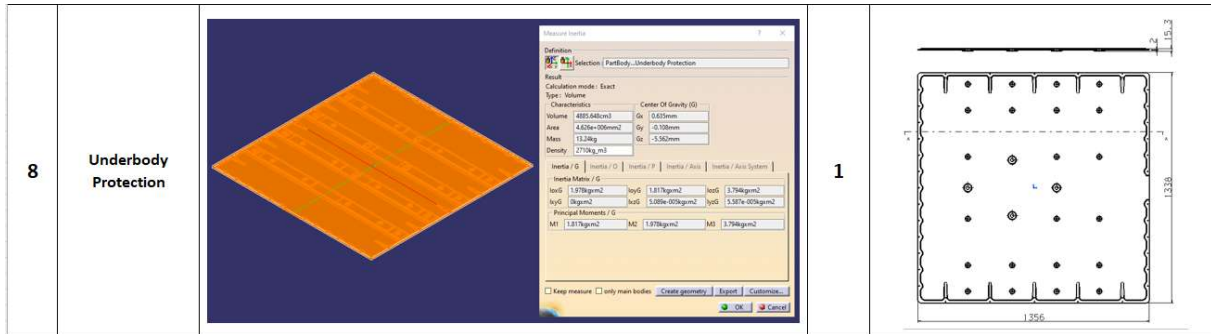 8
Underbody
Protection
Measure Inertia ? ×
Definition
Selection : PartBody...Underbody Protection
Result
Calculation mode : Exact
Type : Volume
Characteristics Center Of Gravity (G)
Volume 4885.648cm3 Gx 0.635mm
Area 4.626e+006mm2 Gy -0.108mm
Mass 13.24kg Gz -5.562mm
Density 2710kg_m3
Inertia / G Inertia / O Inertia / P Inertia / Axis Inertia / Axis System
Inertia Matrix / G
IoxG 1.978kgxm2 IoyG 1.817kgxm2 IozG 3.794kgxm2
IxyG 0kgxm2 IxzG 5.089e-005kgxm2 IyzG 5.587e-005kgxm2
Principal Moments / G
M1 1.817kgxm2 M2 1.978kgxm2 M3 3.794kgxm2
Keep measure only main bodies Create geometry Export Customize...
OK Cancel
1
2
15.3
1338
1356